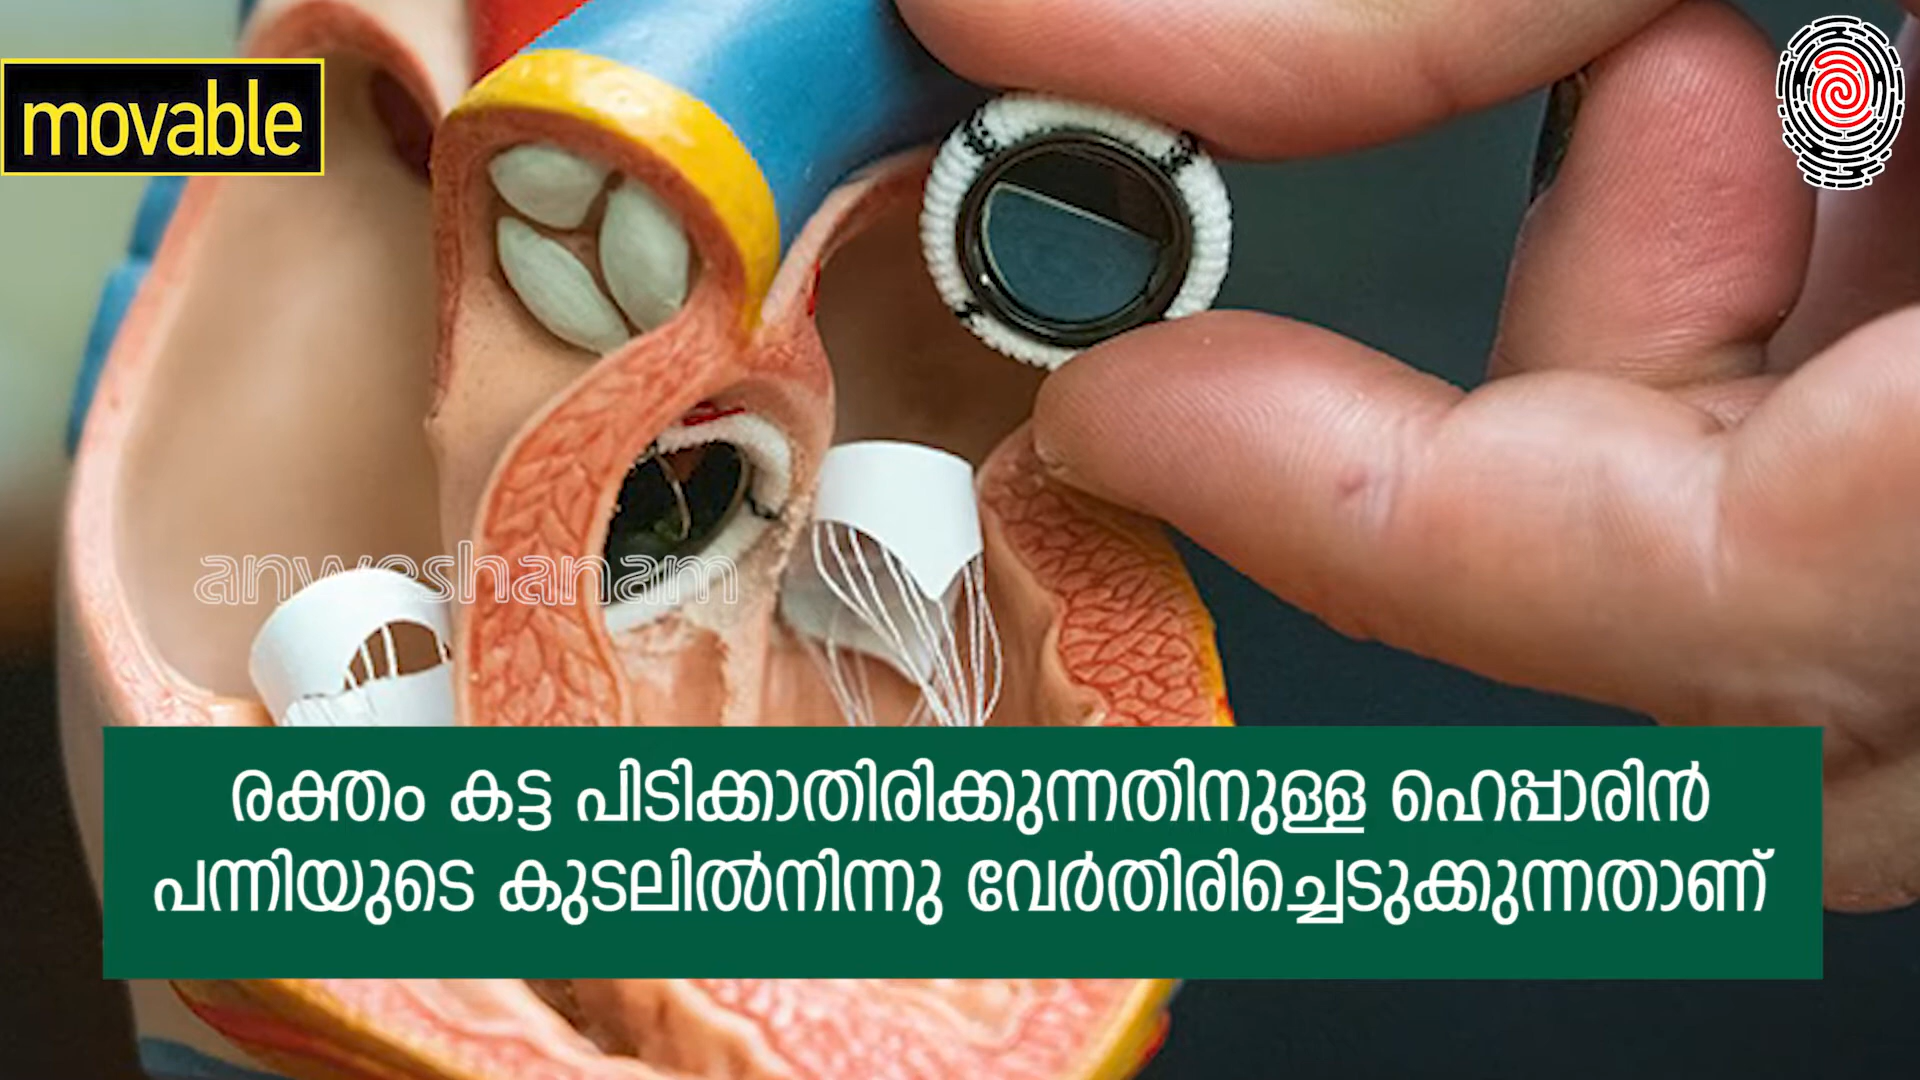 movable
anweshanam
രക്തം കട്ട പിടിക്കാതിരിക്കുന്നതിനുള്ള ഹെപ്പാരിൻ
പന്നിയുടെ കുടലിൽനിന്നു വേർതിരിച്ചെടുക്കുന്നതാണ്